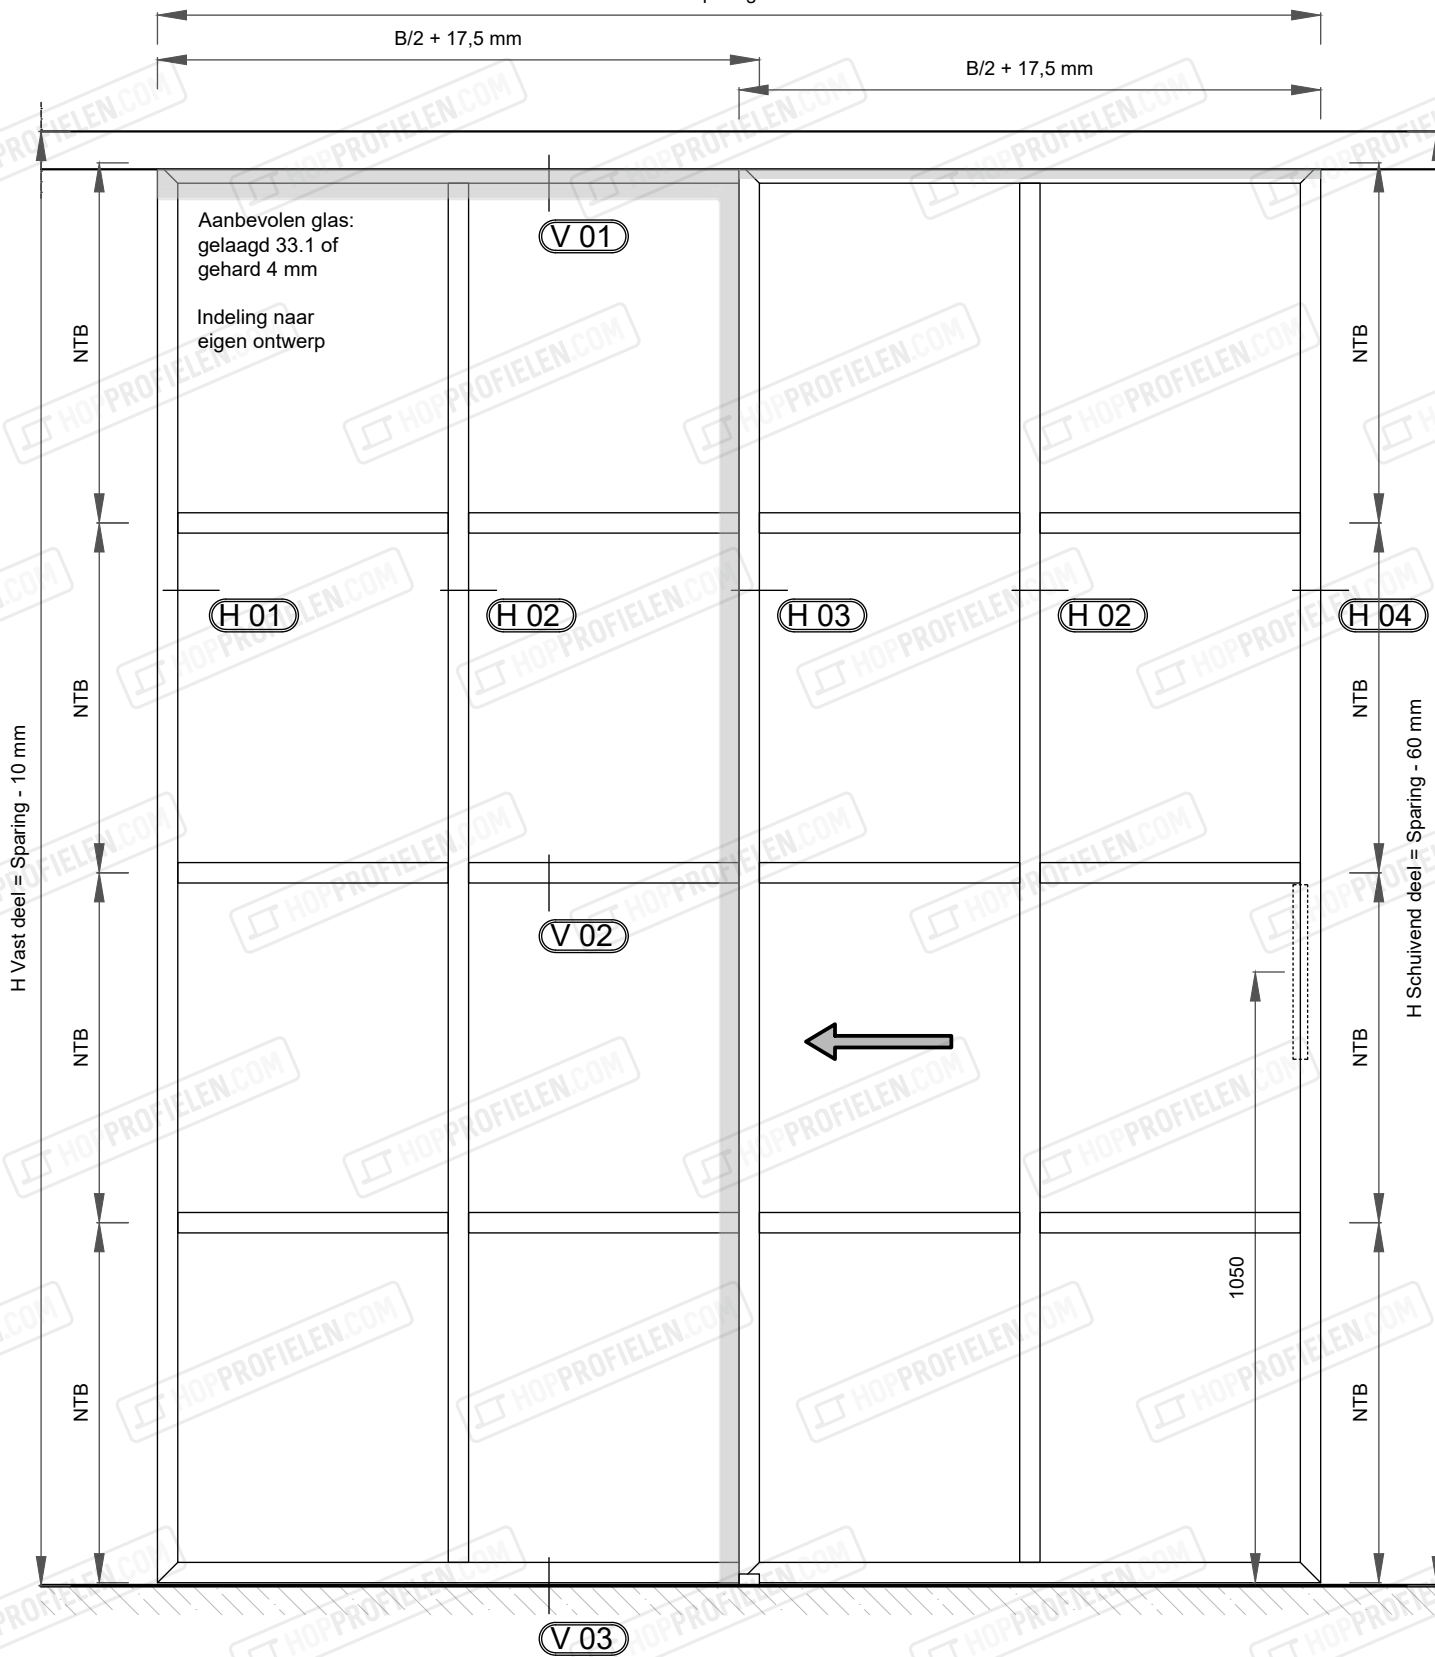 B/2 + 17,5 mm
B/2 + 17,5 mm
Aanbevolen glas:
gelaagd 33.1 of
gehard 4 mm
Indeling naar
eigen ontwerp
V 01
NTB
NTB
H 01
H 02
H 03
H 02
H 04
NTB
NTB
H Vast deel = Sparing - 10 mm
H Schuivend deel = Sparing - 60 mm
V 02
NTB
NTB
1050
NTB
NTB
V 03
HOPPROFIELEN.COM